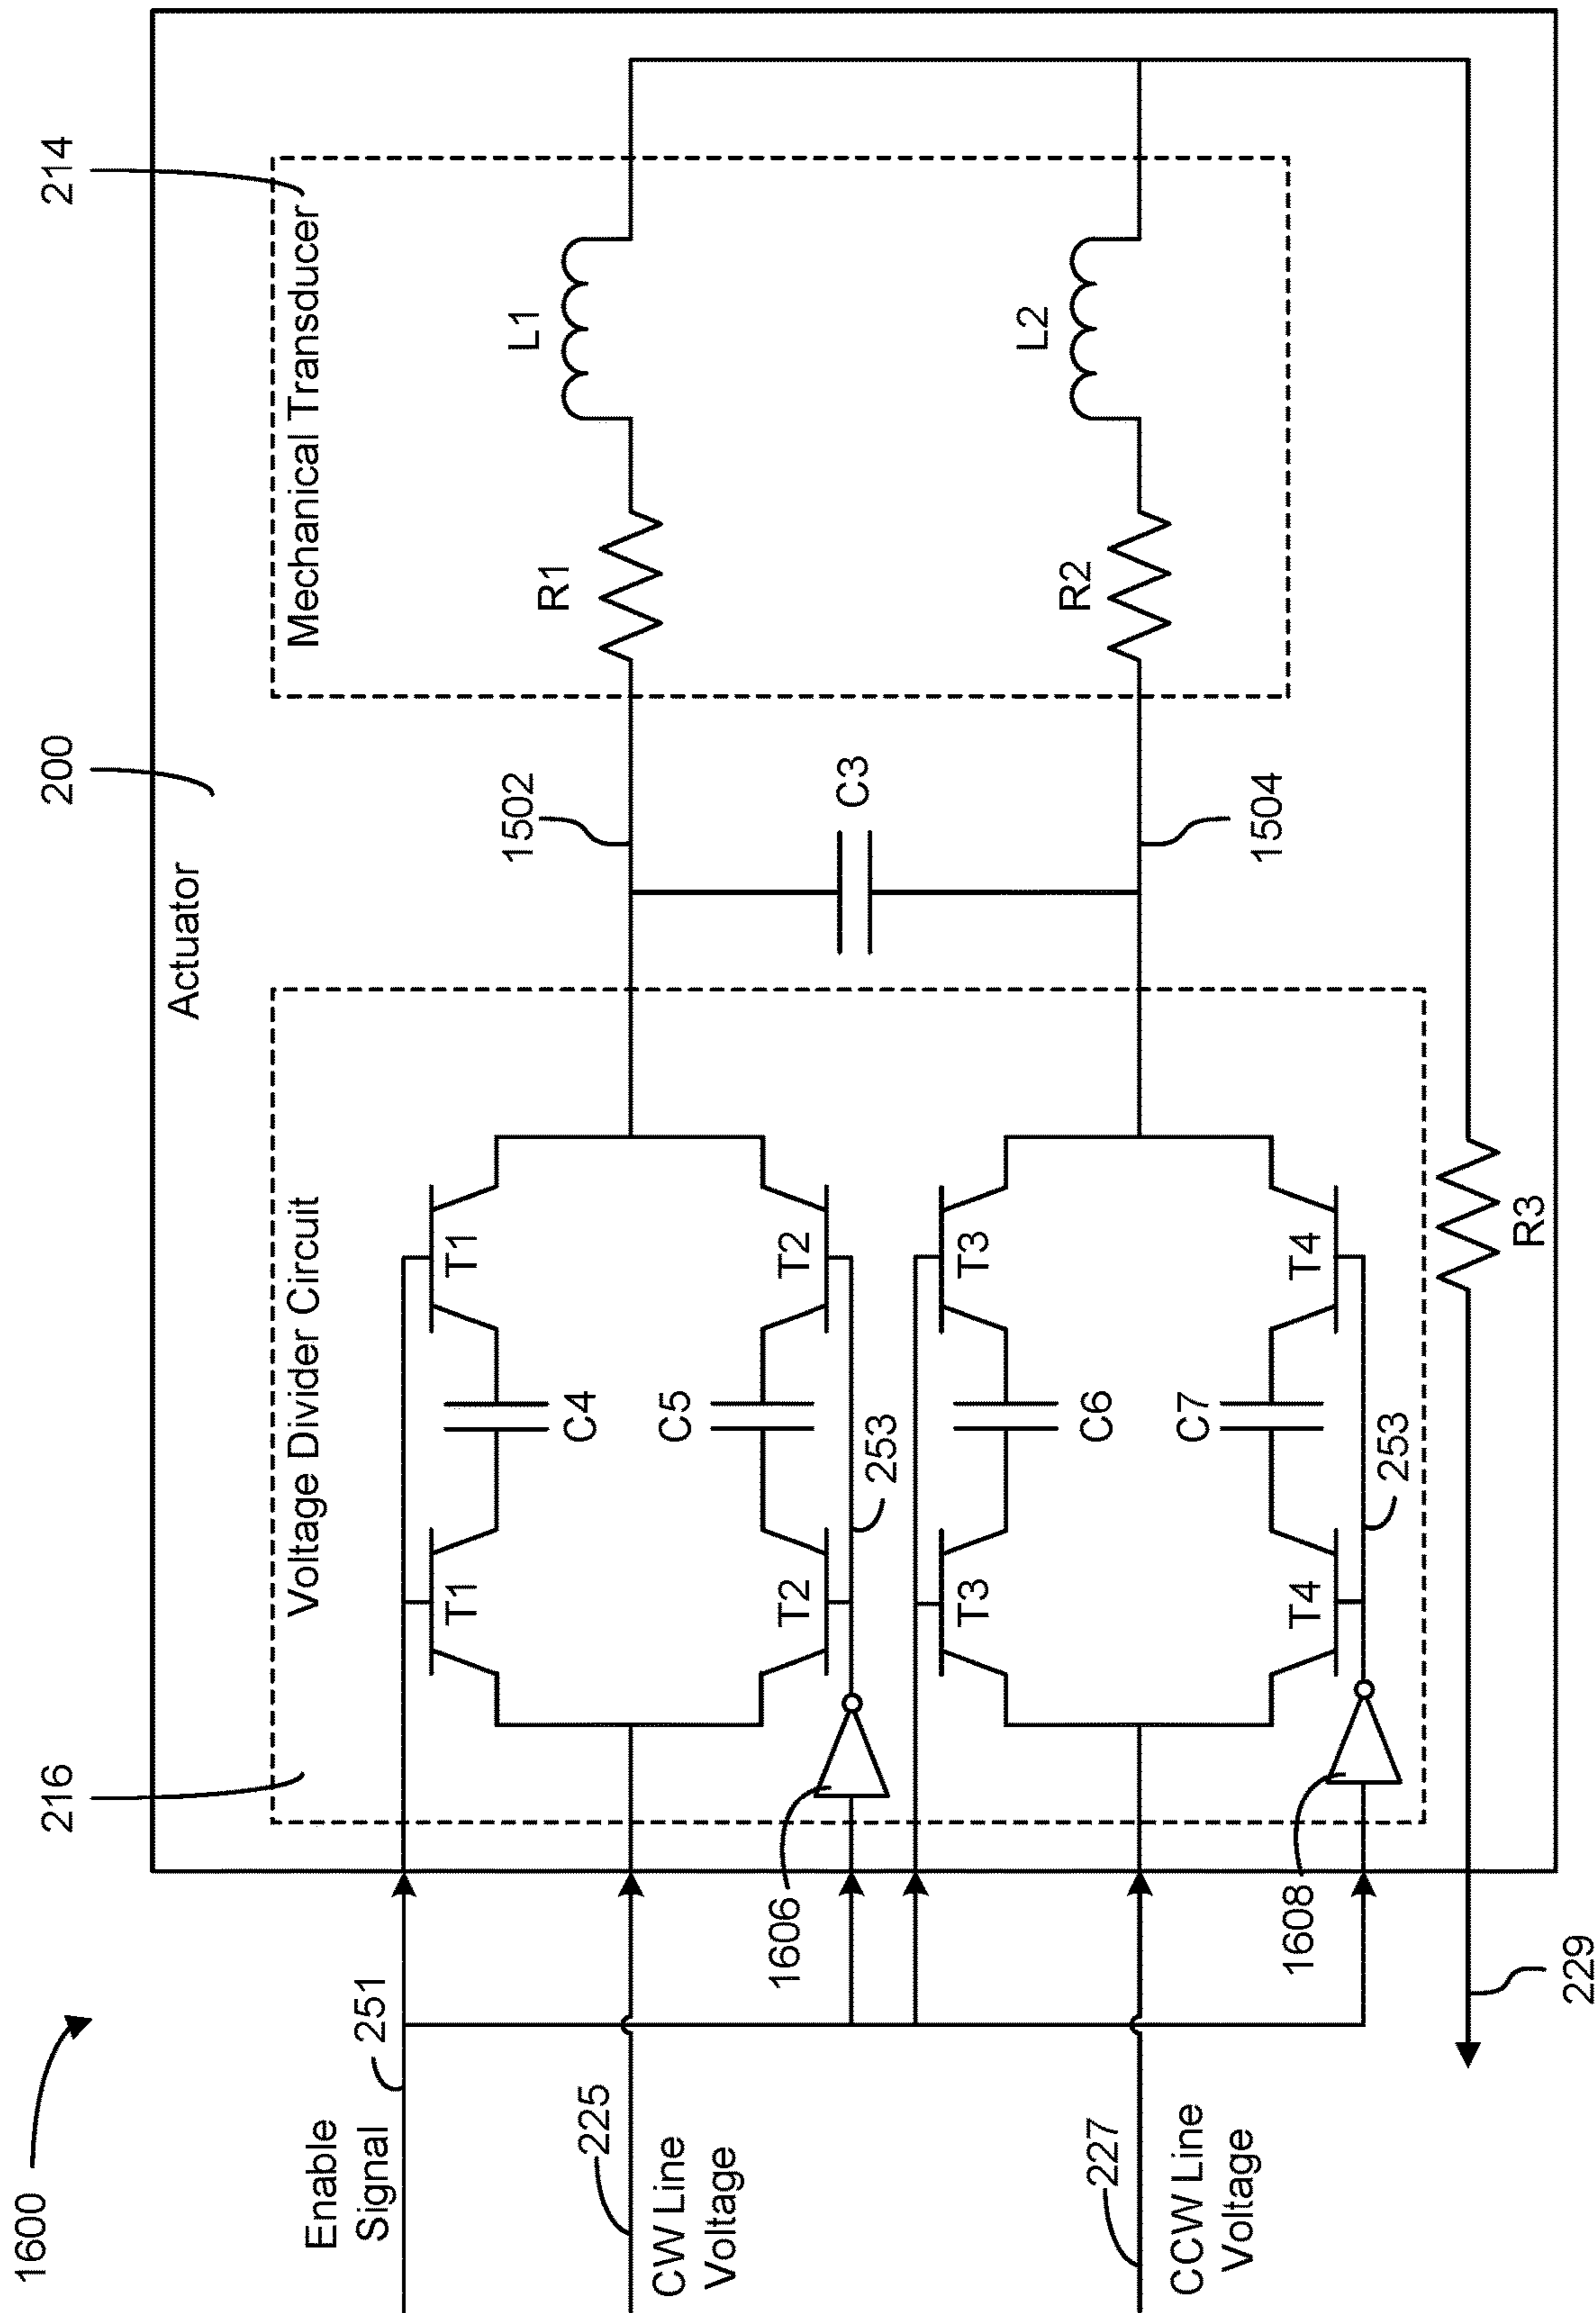 1600
Enable
Signal
251
225
CW Line
Voltage
227
CCW Line
Voltage
216
200
214
Actuator
Voltage Divider Circuit
Mechanical Transducer
T1
T1
C4
C5
T2
T2
253
1606
T3
T3
C6
C7
T4
T4
253
1608
1502
C3
1504
R1
L1
R2
L2
R3
229